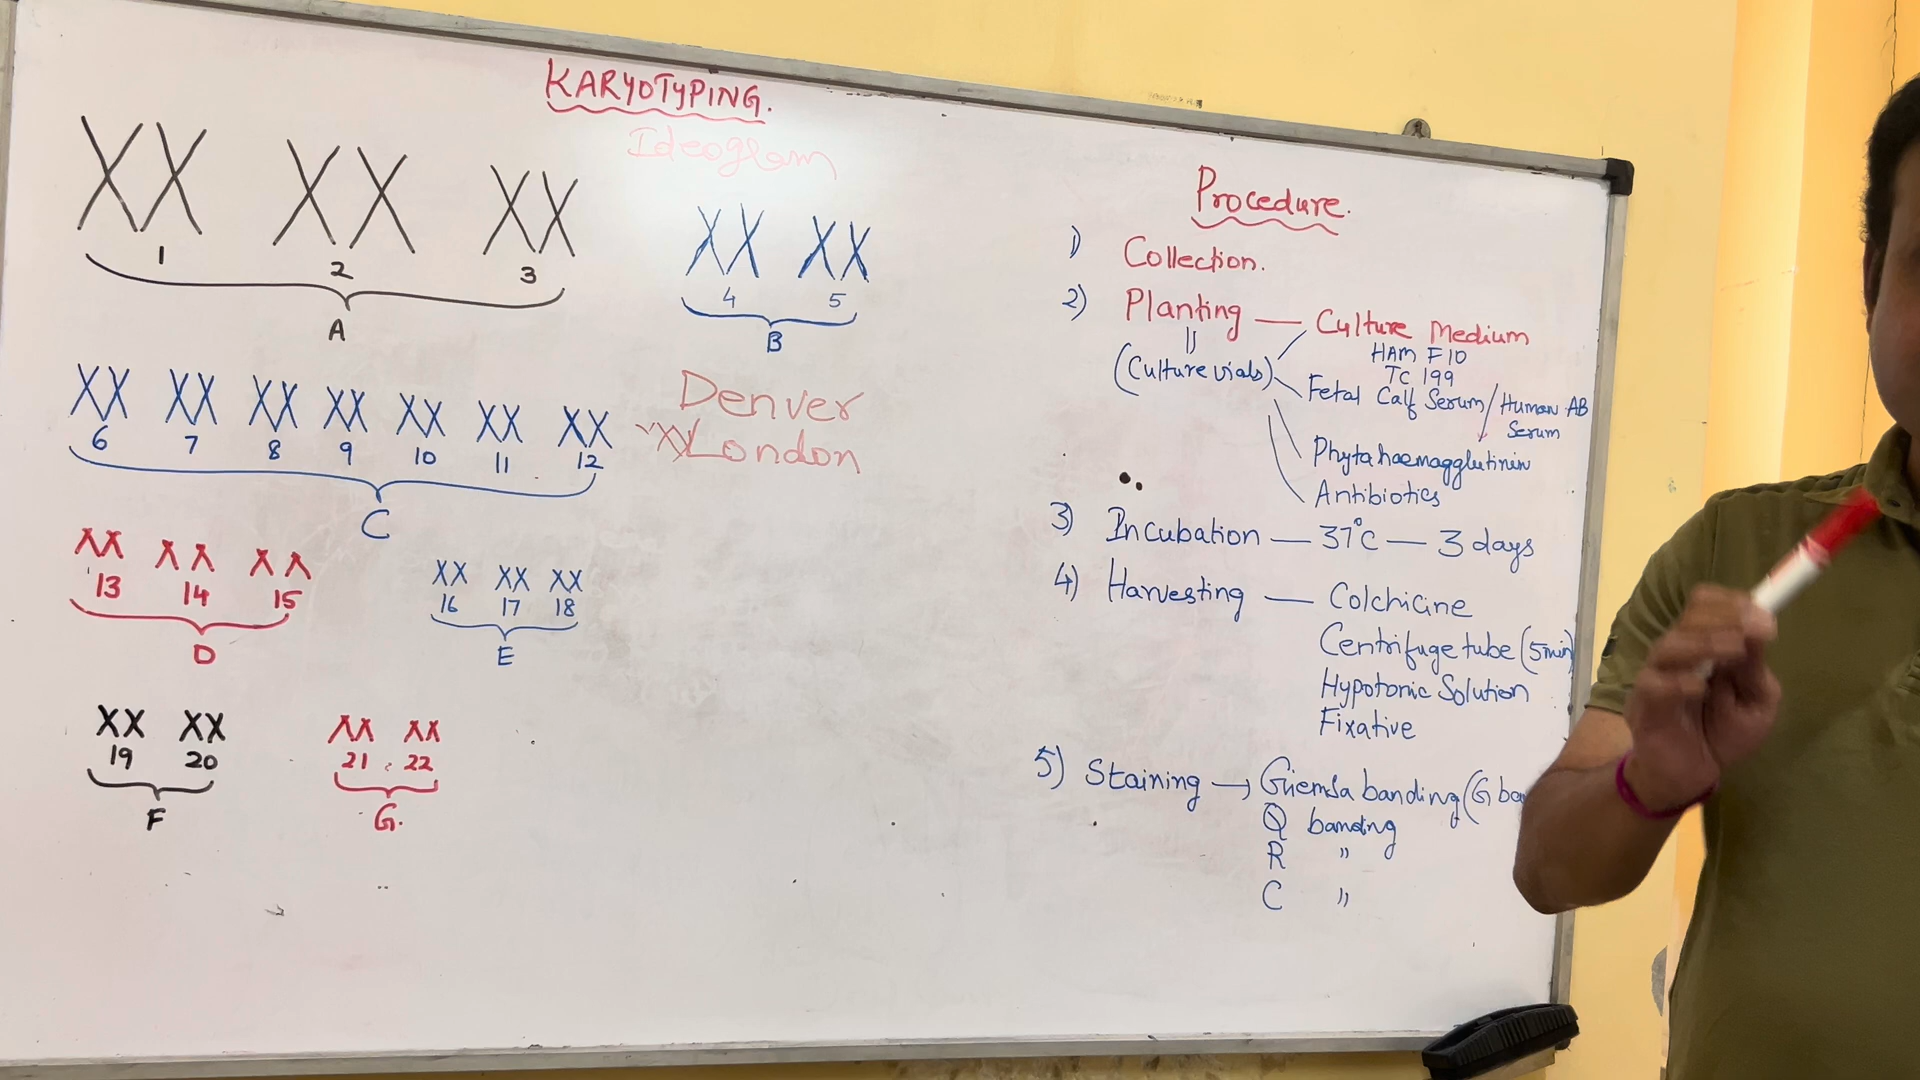 KARYOTYPING.
Ideogram
1 2 3
A
4 5
B
6 7 8 9 10 11 12
C
Denver
London
13 14 15
D
16 17 18
E
19 20
F
21 22
G.
Procedure.
1) Collection.
2) Planting — Culture Medium
HAM F10
TC 199
(Culture vials)
Fetal Calf Serum / Human AB
Serum
Phytahaemagglutinin
Antibiotics
3) Incubation — 37°C — 3 days
4) Harvesting — Colchicine
Centrifuge tube (5min)
Hypotonic Solution
Fixative
5) Staining → Giemsa banding (G
Q banding
R "
C "